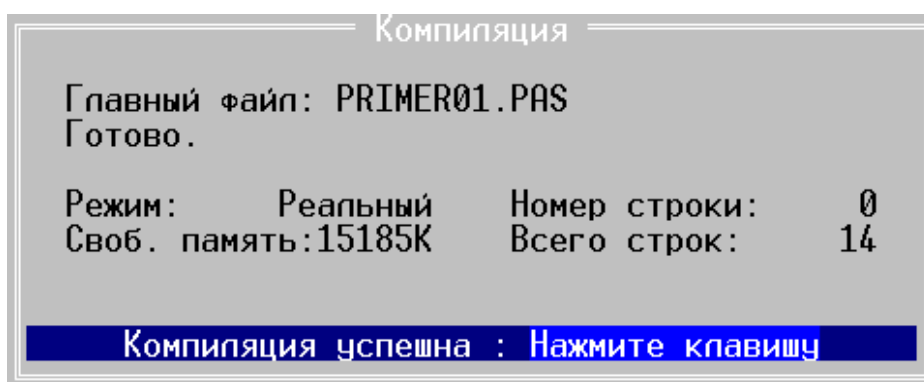 Компиляция
Главный файл: PRIMER01.PAS
Готово.
Режим: Реальный Номер строки: 0
Своб. память:15185K Всего строк: 14
Компиляция успешна : Нажмите клавишу